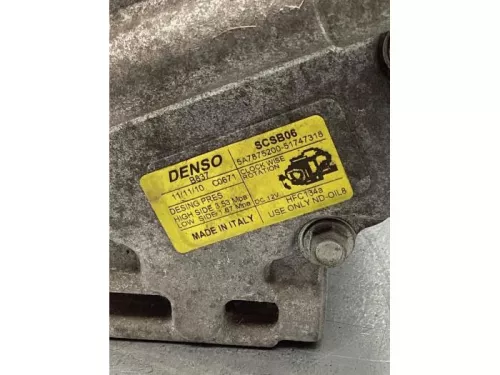 DENSO
B837
11/11/10 C0671
DESING PRES
HIGH SIDE 3.53 Mpa
LOW SIDE 1.67 Mpa
MADE IN ITALY
SCSB06
5A7875200-51747318
CLOCK WISE
ROTATION
DC 12V
HFC134a
USE ONLY ND-OIL8